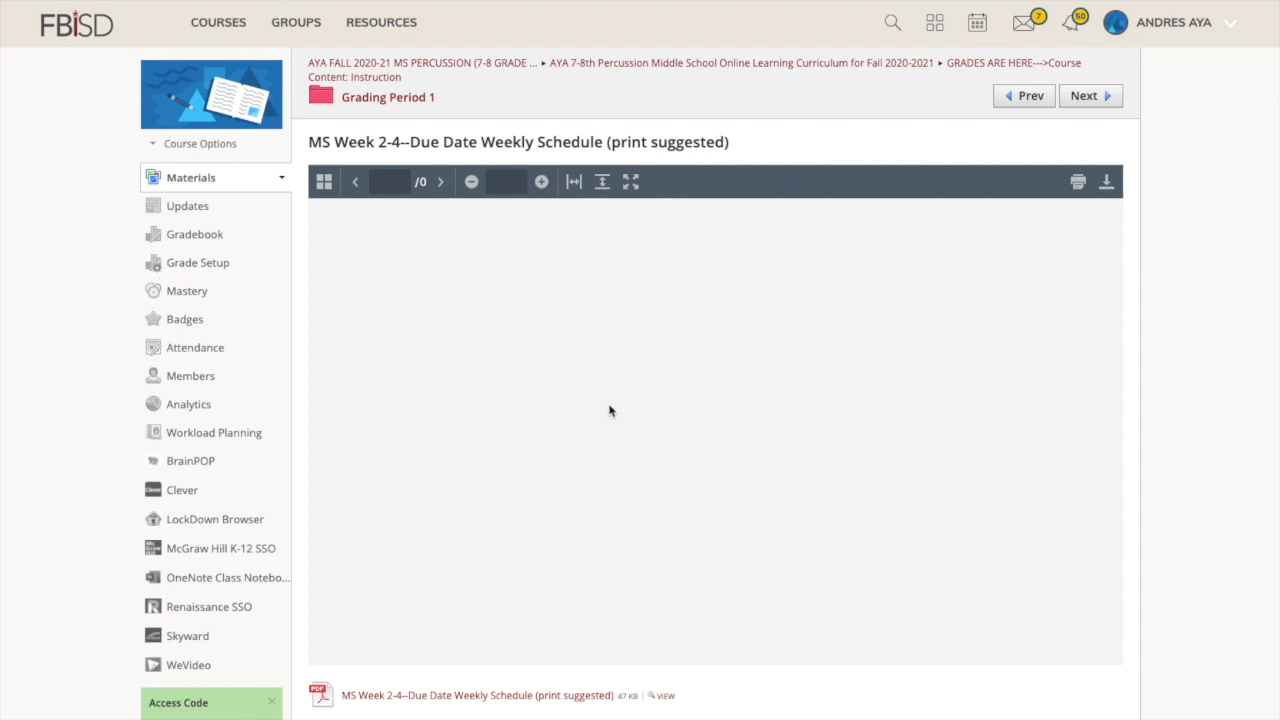 FBISD
COURSES GROUPS RESOURCES 7 50 ANDRES AYA
AYA FALL 2020-21 MS PERCUSSION (7-8 GRADE ... ▸ AYA 7-8th Percussion Middle School Online Learning Curriculum for Fall 2020-2021 ▸ GRADES ARE HERE--->Course
Content: Instruction
Grading Period 1
Prev Next
MS Week 2-4--Due Date Weekly Schedule (print suggested)
/0
Course Options
Materials
Updates
Gradebook
Grade Setup
Mastery
Badges
Attendance
Members
Analytics
Workload Planning
BrainPOP
Clever
LockDown Browser
McGraw Hill K-12 SSO
OneNote Class Notebo...
Renaissance SSO
Skyward
WeVideo
Access Code ×
PDF MS Week 2-4--Due Date Weekly Schedule (print suggested) 47 KB VIEW